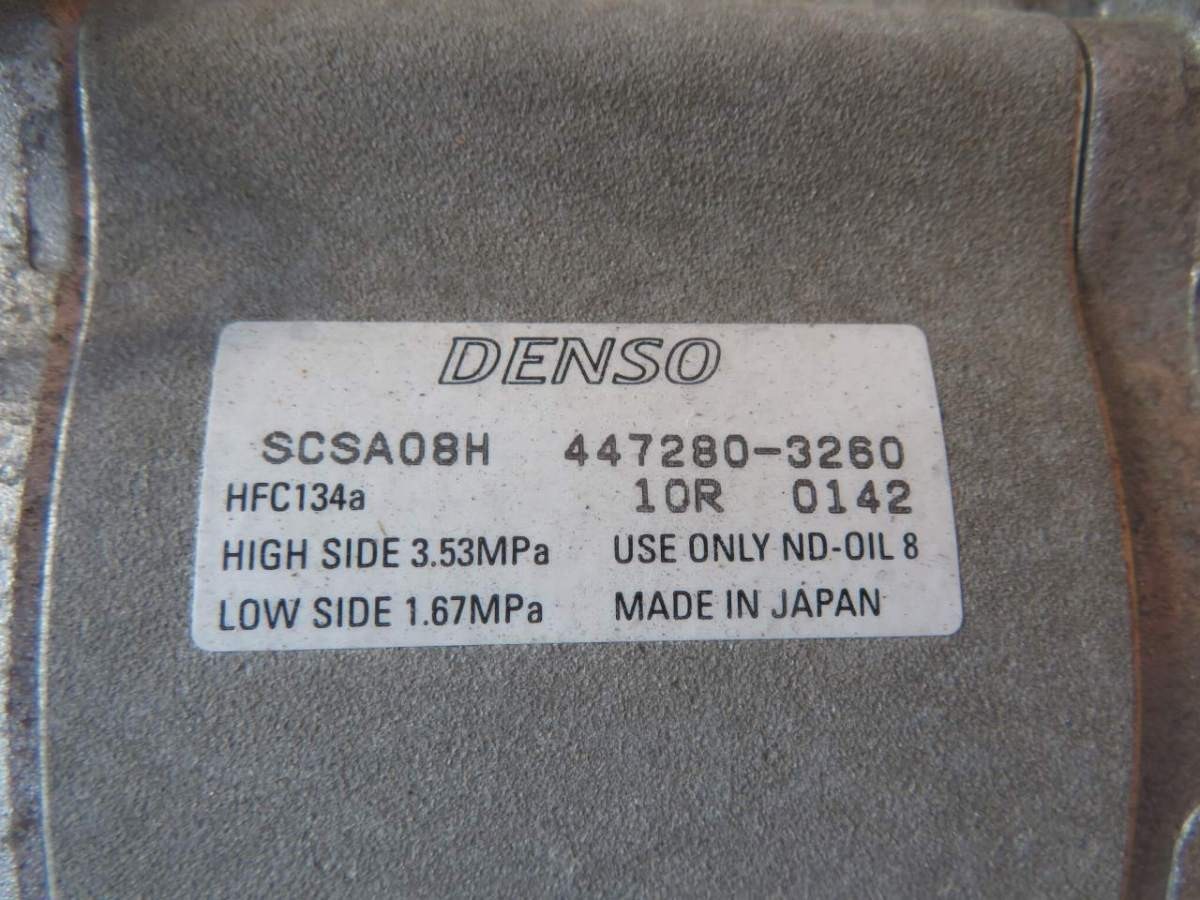 DENSO
SCSA08H 447280-3260
HFC134a 10R 0142
HIGH SIDE 3.53MPa USE ONLY ND-OIL 8
LOW SIDE 1.67MPa MADE IN JAPAN